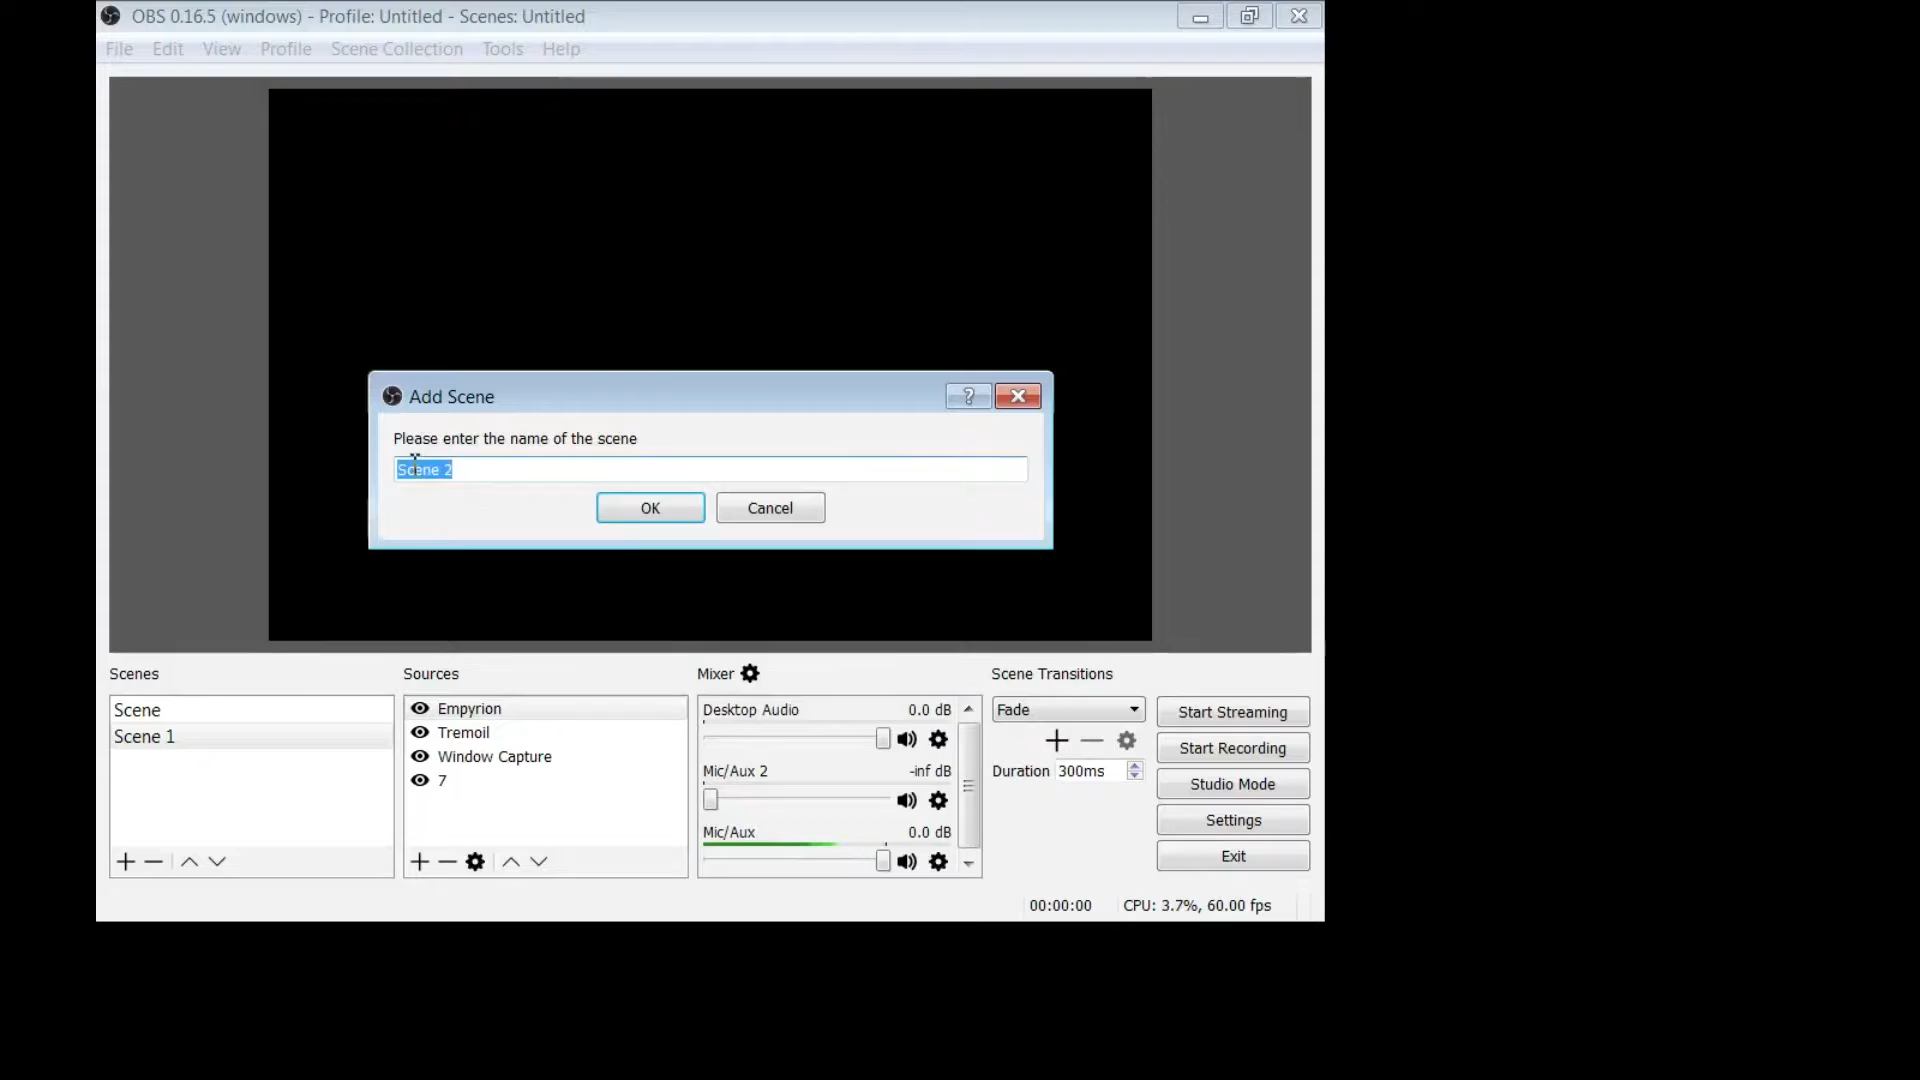 OBS 0.16.5 (windows) - Profile: Untitled - Scenes: Untitled
File Edit View Profile Scene Collection Tools Help
Add Scene
?
Please enter the name of the scene
Scene 2
OK Cancel
Scenes
Scene
Scene 1
Sources
Empyrion
Tremoil
Window Capture
7
Mixer
Desktop Audio 0.0 dB
Mic/Aux 2 -inf dB
Mic/Aux 0.0 dB
Scene Transitions
Fade
Duration 300ms
Start Streaming
Start Recording
Studio Mode
Settings
Exit
00:00:00 CPU: 3.7%, 60.00 fps